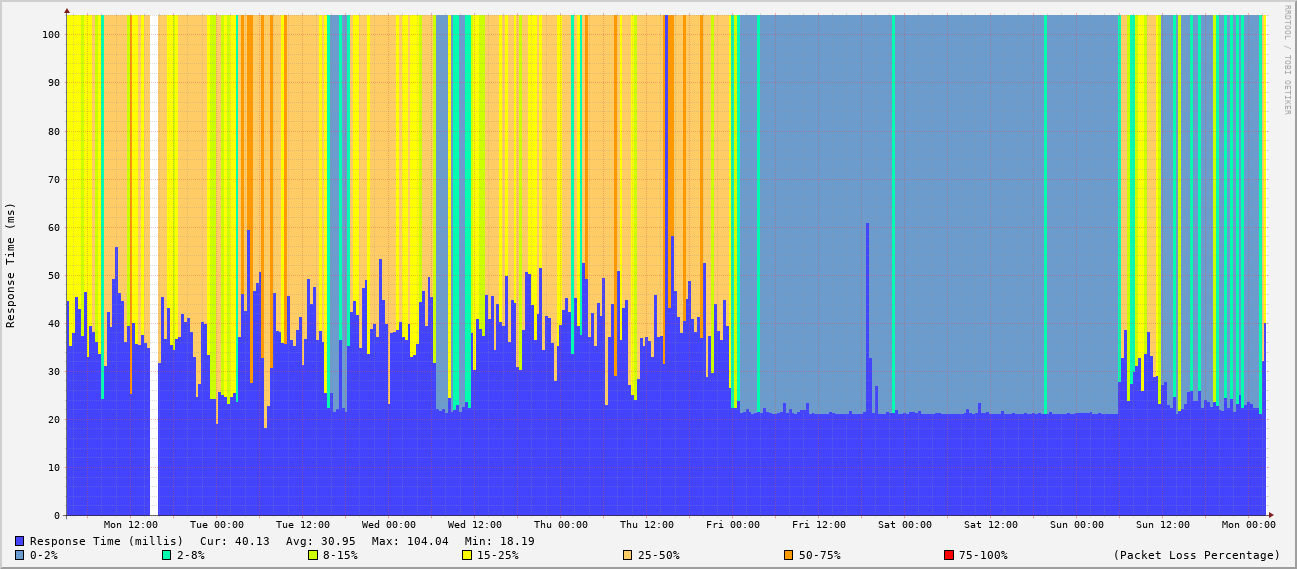 RRDTOOL / TOBI OETIKER
Response Time (ms)
100
90
80
70
60
50
40
30
20
10
0
Mon 12:00 Tue 00:00 Tue 12:00 Wed 00:00 Wed 12:00 Thu 00:00 Thu 12:00 Fri 00:00 Fri 12:00 Sat 00:00 Sat 12:00 Sun 00:00 Sun 12:00 Mon 00:00
Response Time (millis) Cur: 40.13 Avg: 30.95 Max: 104.04 Min: 18.19
0-2% 2-8% 8-15% 15-25% 25-50% 50-75% 75-100% (Packet Loss Percentage)